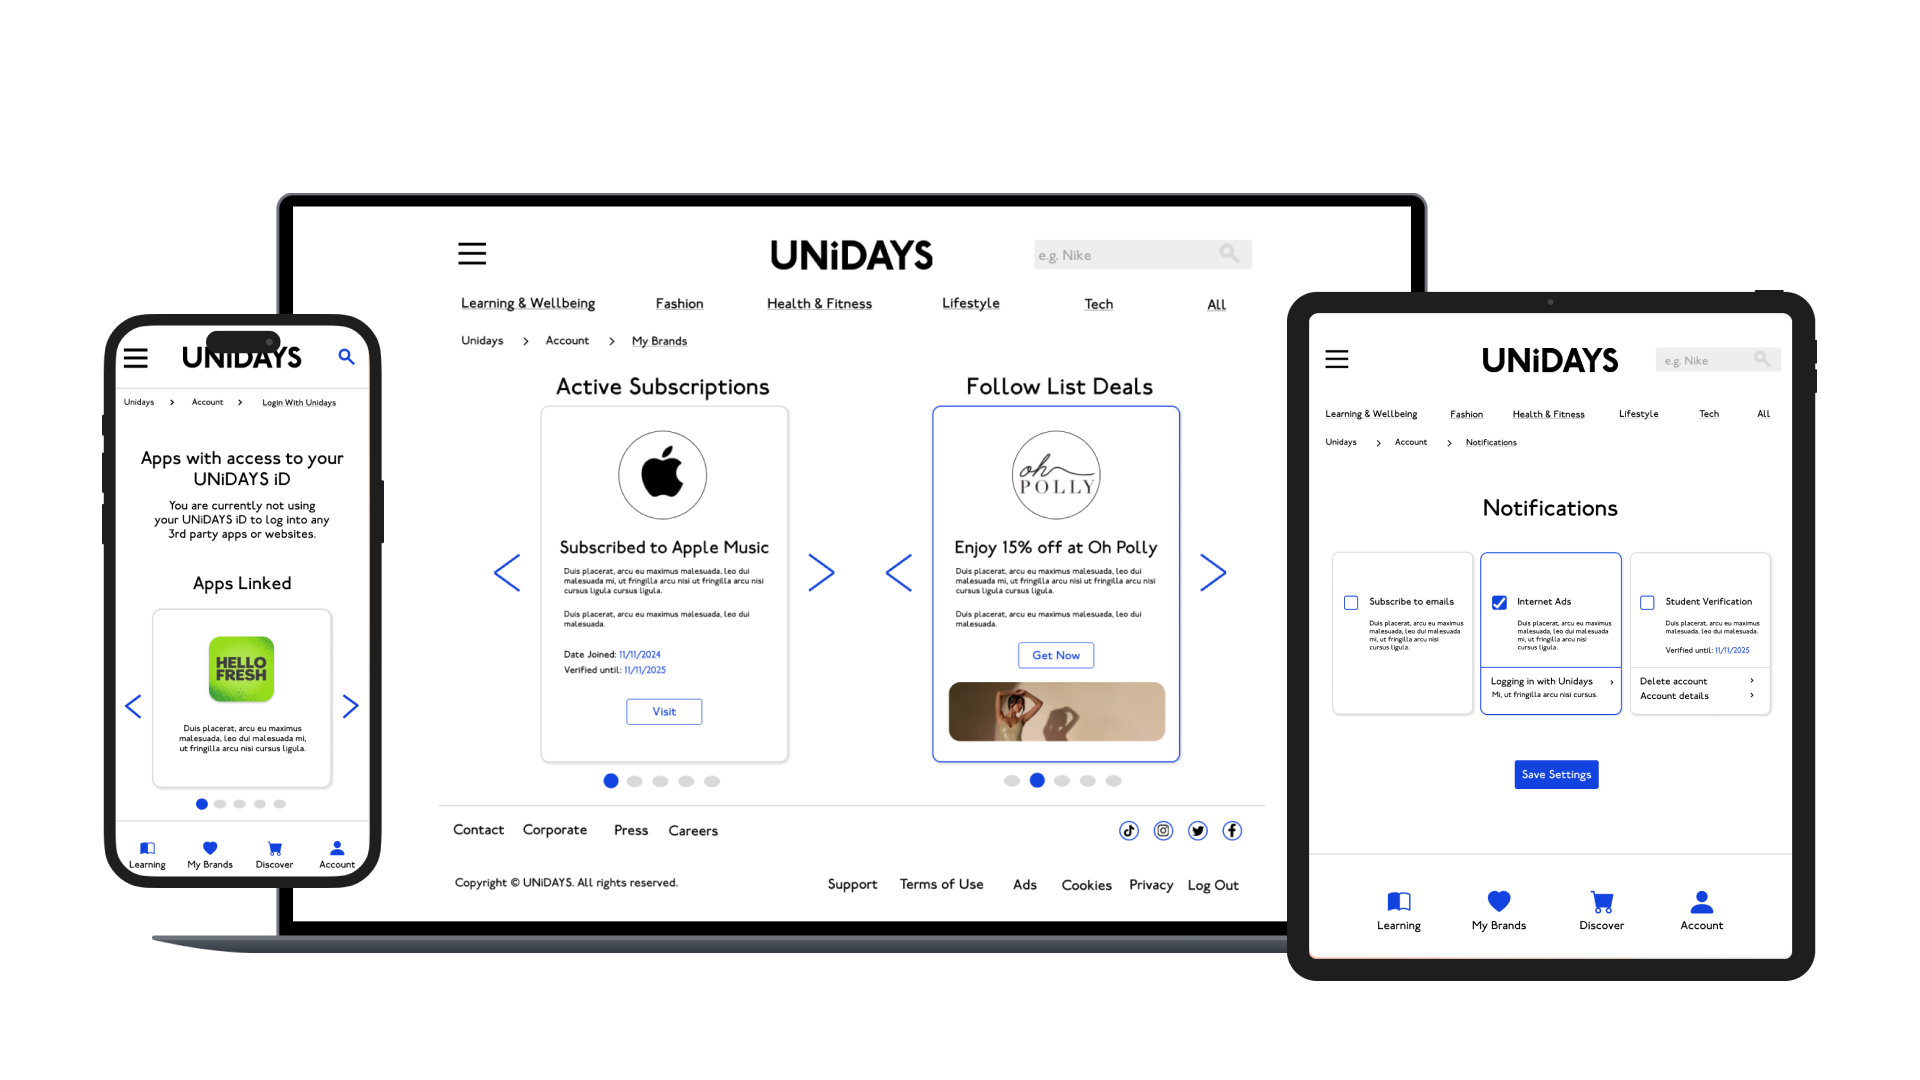 UNiDAYS
Unidays > Account > Login With Unidays
Apps with access to your
UNiDAYS iD
You are currently not using
your UNiDAYS iD to log into any
3rd party apps or websites.
Apps Linked
HELLO
FRESH
Duis placerat, arcu eu maximus
malesuada, leo dui malesuada mi,
ut fringilla arcu nisi cursus ligula.
Learning My Brands Discover Account
UNiDAYS
e.g. Nike
Learning & Wellbeing Fashion Health & Fitness Lifestyle Tech All
Unidays > Account > My Brands
Active Subscriptions
Subscribed to Apple Music
Duis placerat, arcu eu maximus malesuada, leo dui
malesuada mi, ut fringilla arcu nisi ut fringilla arcu nisi
cursus ligula cursus ligula.
Duis placerat, arcu eu maximus malesuada, leo dui
malesuada.
Date Joined: 11/11/2024
Verified until: 11/11/2025
Visit
Follow List Deals
oh
POLLY
Enjoy 15% off at Oh Polly
Duis placerat, arcu eu maximus malesuada, leo dui
malesuada mi, ut fringilla arcu nisi ut fringilla arcu nisi
cursus ligula cursus ligula.
Duis placerat, arcu eu maximus malesuada, leo dui
malesuada.
Get Now
Contact Corporate Press Careers
Copyright © UNiDAYS. All rights reserved.
Support Terms of Use Ads Cookies Privacy Log Out
UNiDAYS
e.g. Nike
Learning & Wellbeing Fashion Health & Fitness Lifestyle Tech All
Unidays > Account > Notifications
Notifications
Subscribe to emails
Duis placerat, arcu eu maximus
malesuada, leo dui malesuada
mi, ut fringilla arcu nisi
cursus ligula.
Internet Ads
Duis placerat, arcu eu maximus
malesuada, leo dui malesuada
mi, ut fringilla arcu nisi
cursus ligula.
Logging in with Unidays >
Mi, ut fringilla arcu nisi cursus.
Student Verification
Duis placerat, arcu eu maximus
malesuada, leo dui malesuada.
Verified until: 11/11/2025
Delete account >
Account details >
Save Settings
Learning My Brands Discover Account